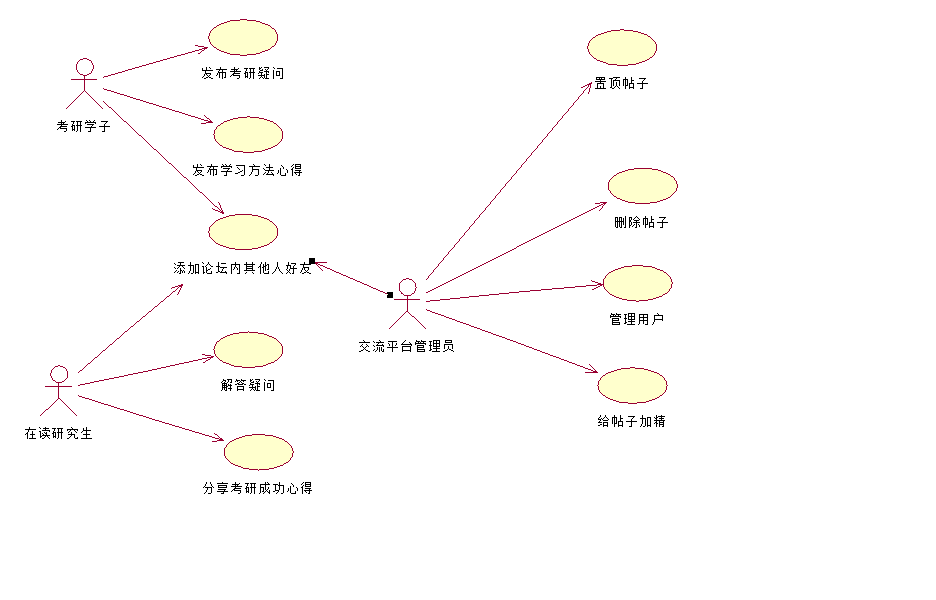 发布考研疑问
置顶帖子
考研学子
发布学习方法心得
删除帖子
添加论坛内其他人好友
管理用户
交流平台管理员
解答疑问
给帖子加精
在读研究生
分享考研成功心得